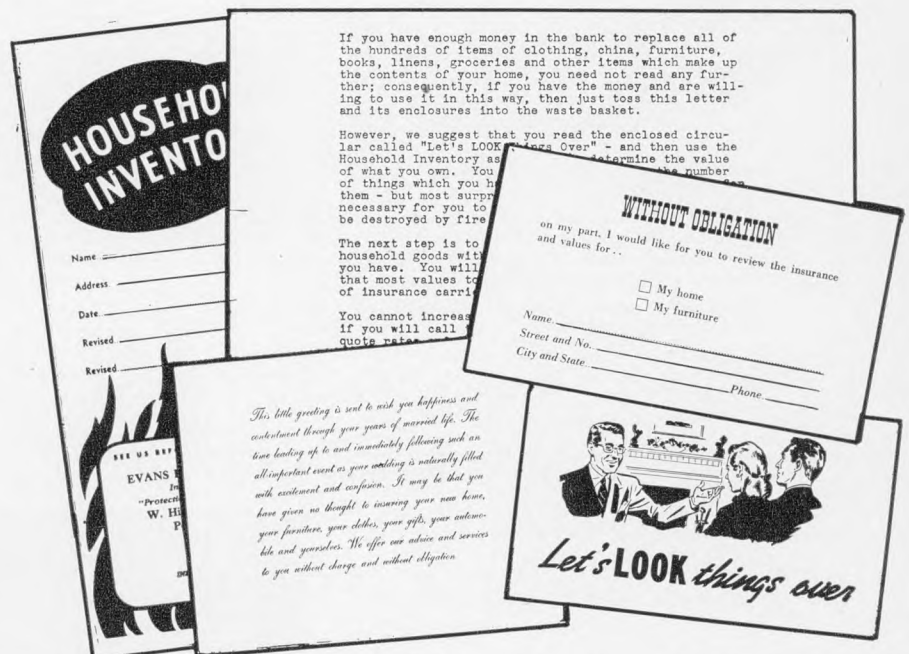 HOUSEHO
INVENTO
Name
Address
Date
Revised
Revised
SEE US BEF
EVANS
In
"Protecti
W. Hi
P
If you have enough money in the bank to replace all of
the hundreds of items of clothing, china, furniture,
books, linens, groceries and other items which make up
the contents of your home, you need not read any fur-
ther; consequently, if you have the money and are will-
ing to use it in this way, then just toss this letter
and its enclosures into the waste basket.
However, we suggest that you read the enclosed circu-
lar called "Let's LOOK Things Over" - and then use the
Household Inventory as determine the value
of what you own. You the number
of things which you h
them - but most surpr
necessary for you to
be destroyed by fire
The next step is to
household goods with
you have. You will
that most values to
of insurance carri
You cannot increas
if you will call
quote rates
WITHOUT OBLIGATION
on my part, I would like for you to review the insurance
and values for . .
My home
My furniture
Name
Street and No.
City and State
Phone
This little greeting is sent to wish you happiness and
contentment through your years of married life. The
time leading up to and immediately following such an
all-important event as your wedding is naturally filled
with excitement and confusion. It may be that you
have given no thought to insuring your new home,
your furniture, your clothes, your gifts, your automo-
bile and yourselves. We offer our advice and services
to you without charge and without obligation
Let's LOOK things over